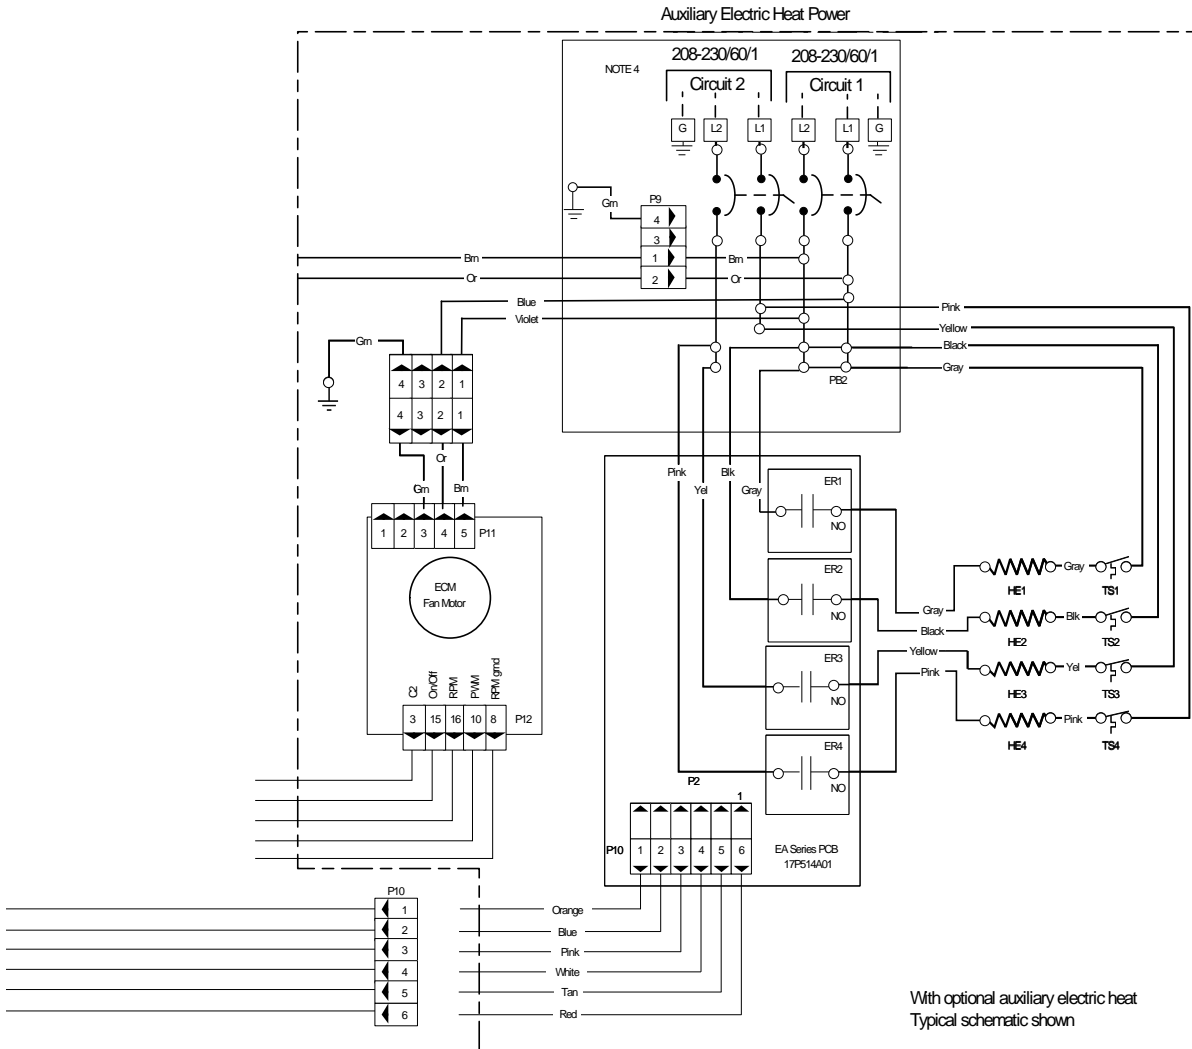 Auxiliary Electric Heat Power
208-230/60/1
208-230/60/1
NOTE 4
Circuit 2
Circuit 1
G
L2
L1
L2
L1
G
P9
Grn
4
3
Brn
1
Brn
Or
2
Or
Blue
Pink
Violet
Yellow
Grn
Black
Gray
PB2
4
3
2
1
4
3
2
1
Or
Pink
Blk
Grn
Brn
Yel
Gray
ER1
NO
1
2
3
4
5
P11
ECM
Fan Motor
ER2
NO
Gray
HE1
TS1
Gray
Blk
Black
HE2
TS2
Yellow
ER3
NO
Yel
Pink
HE3
TS3
C2
On/Off
RPM
PWM
RPM grnd
3
15
16
10
8
P12
Pink
HE4
TS4
ER4
NO
P2
1
P10
1
2
3
4
5
6
EA Series PCB
17P514A01
P10
1
Orange
2
Blue
3
Pink
4
White
5
Tan
6
Red
With optional auxiliary electric heat
Typical schematic shown